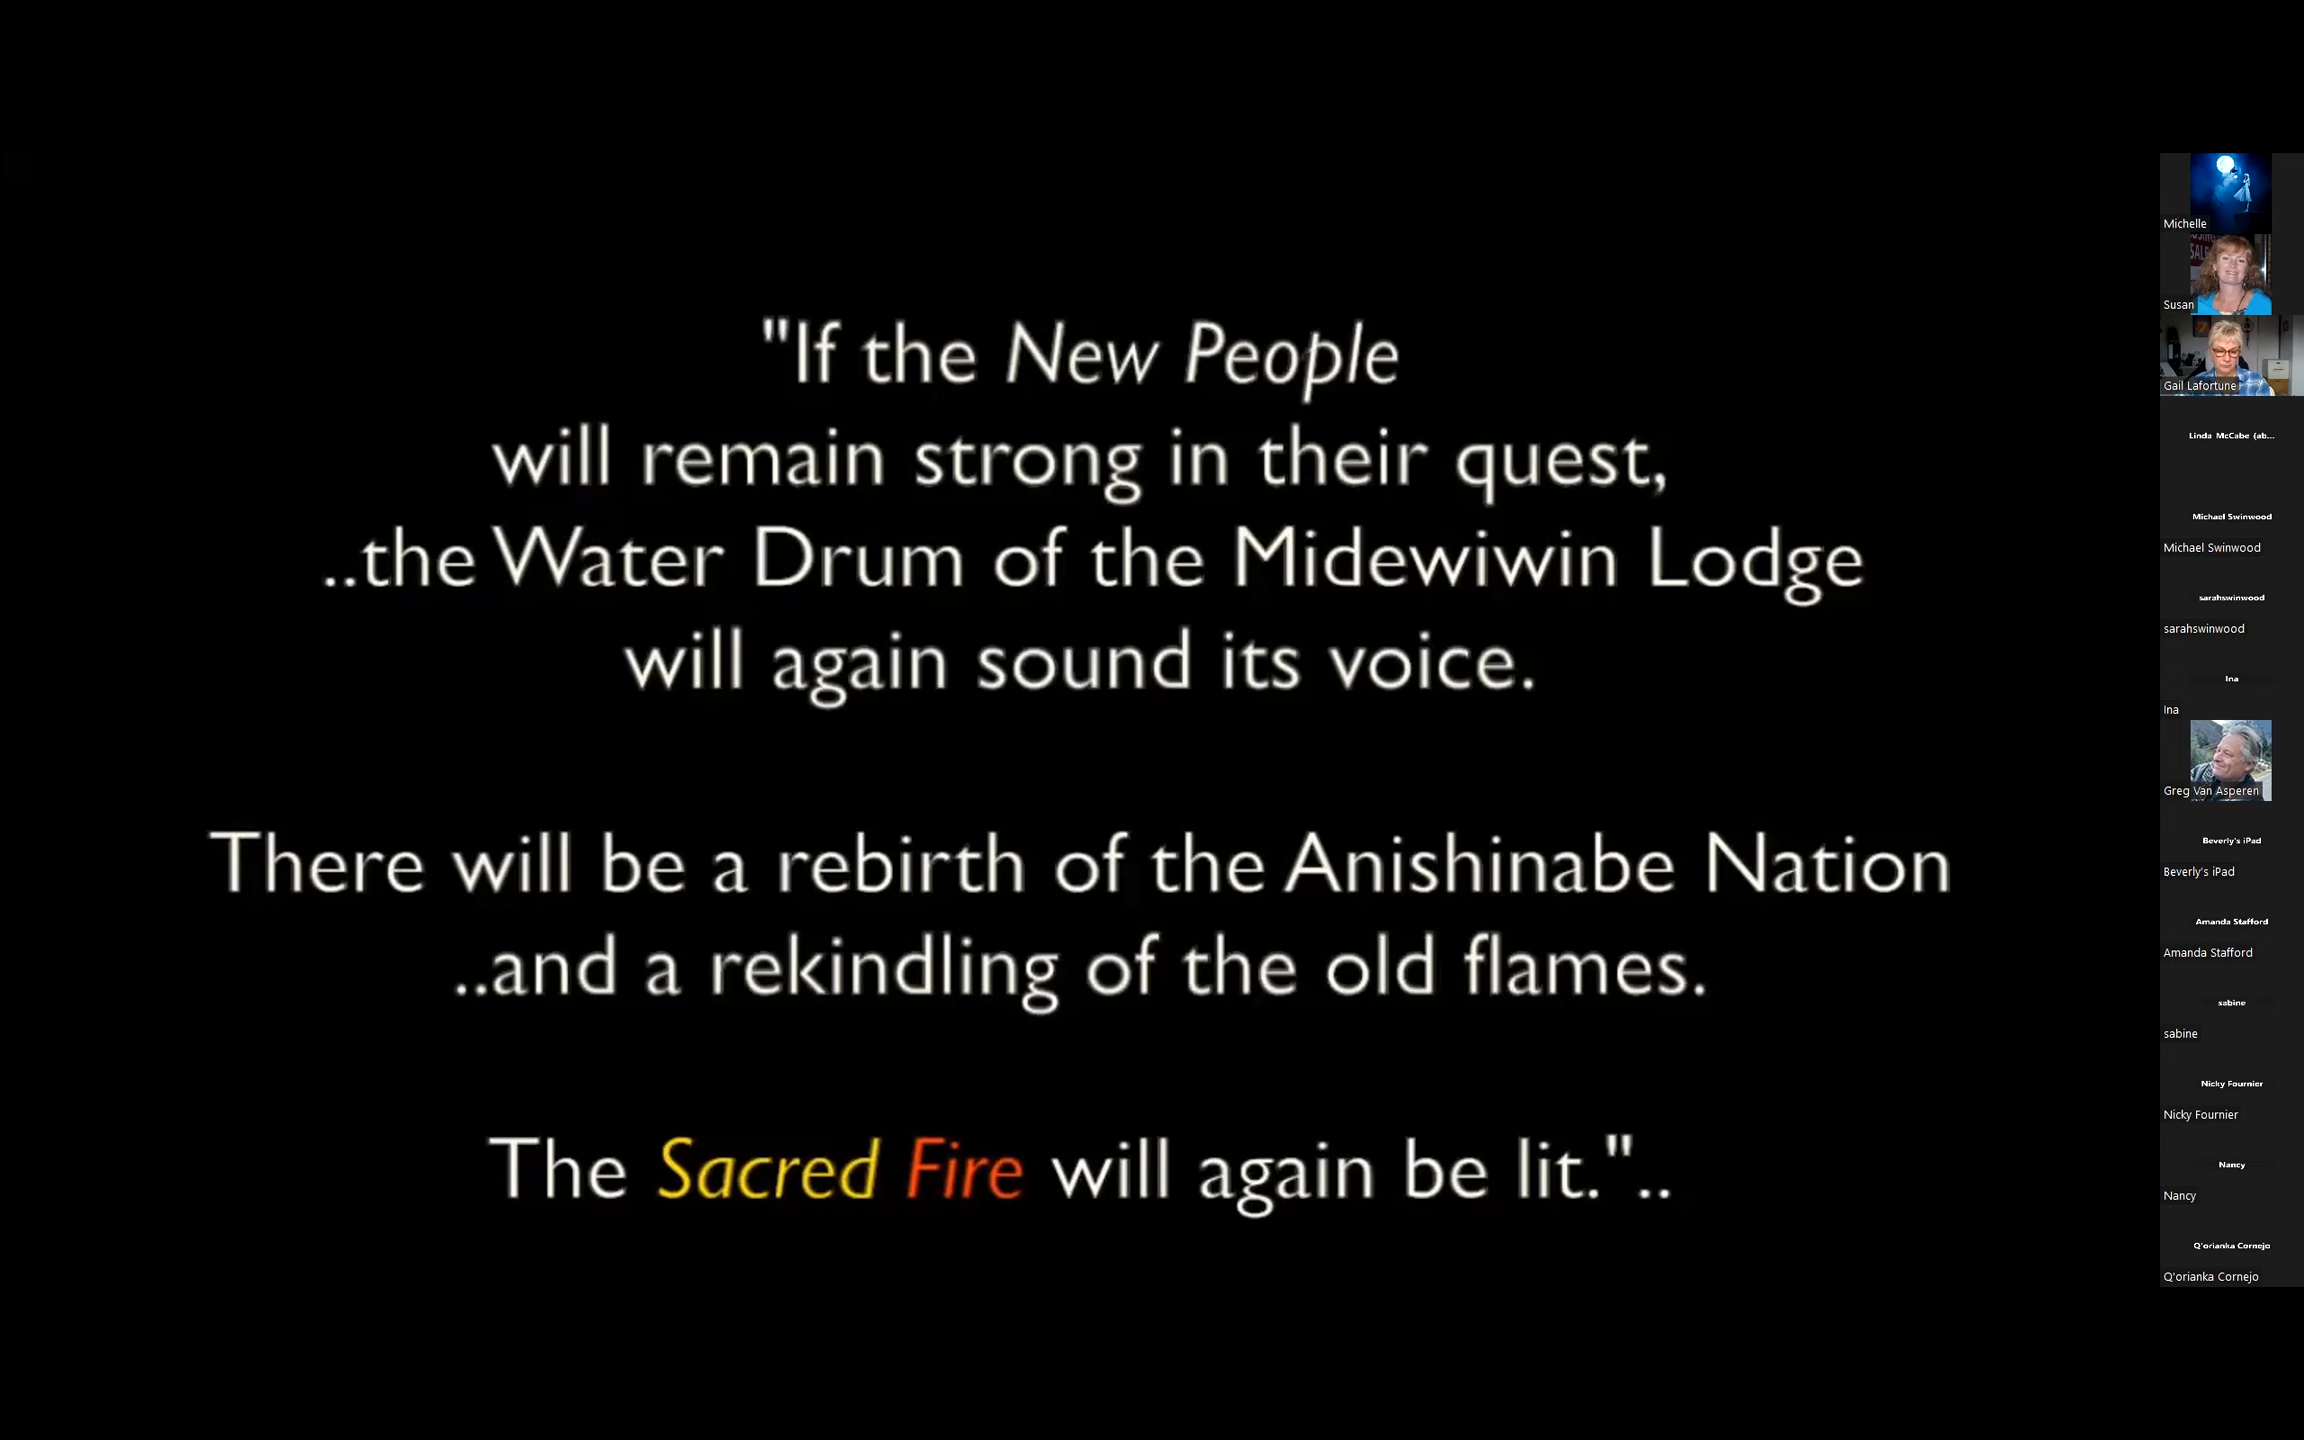 "If the New People
will remain strong in their quest,
..the Water Drum of the Midewiwin Lodge
will again sound its voice.
There will be a rebirth of the Anishinabe Nation
..and a rekindling of the old flames.
The Sacred Fire will again be lit."..
Michelle
SALE
Susan
Gail Lafortune
Linda McCabe (ab...
Michael Swinwood
Michael Swinwood
sarahswinwood
sarahswinwood
Ina
Ina
Greg Van Asperen
Beverly's iPad
Beverly's iPad
Amanda Stafford
Amanda Stafford
sabine
sabine
Nicky Fournier
Nicky Fournier
Nancy
Nancy
Q'orianka Cornejo
Q'orianka Cornejo